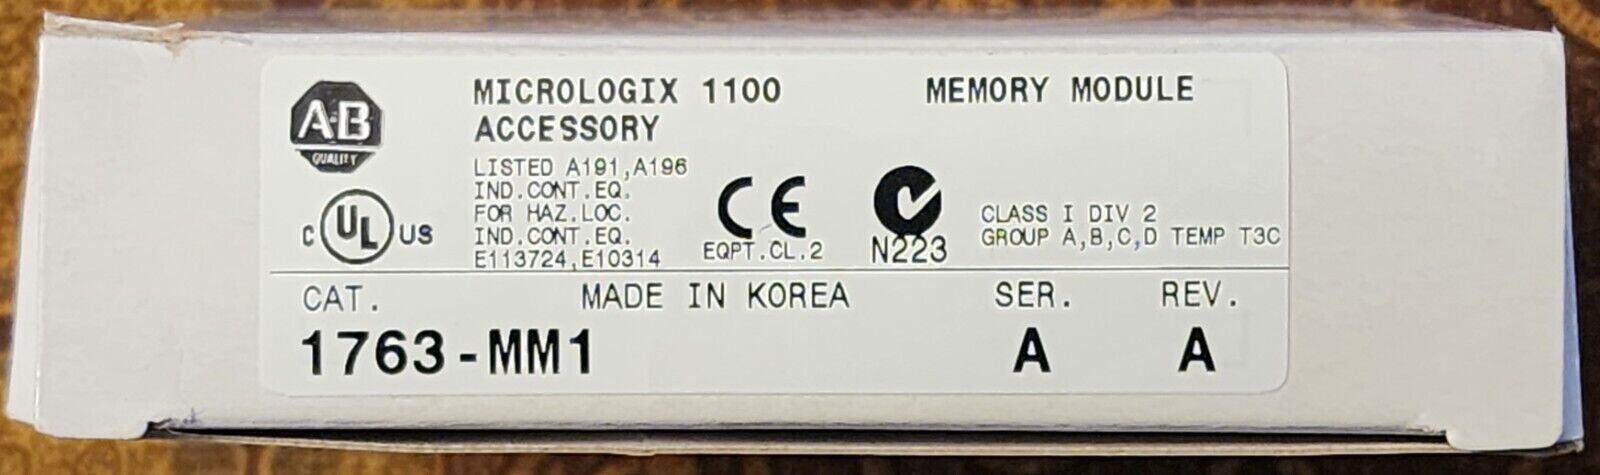 A-B
QUALITY
MICROLOGIX 1100
ACCESSORY
MEMORY MODULE
LISTED A191,A196
IND.CONT.EQ.
FOR HAZ.LOC.
IND.CONT.EQ.
E113724,E10314
C UL US
CE
EQPT.CL.2
N223
CLASS I DIV 2
GROUP A,B,C,D TEMP T3C
CAT.
1763-MM1
MADE IN KOREA
SER.
A
REV.
A